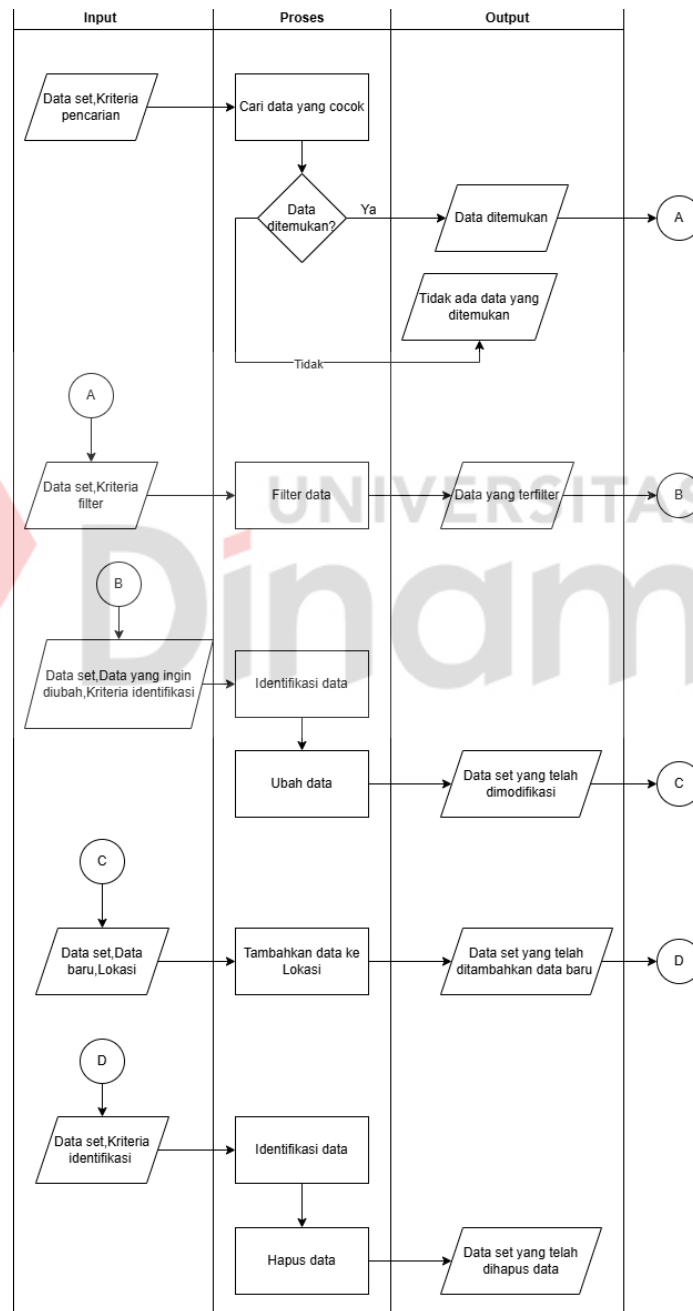 Input
Proses
Output
Data set,Kriteria
pencarian
Cari data yang cocok
Data
ditemukan?
Ya
Data ditemukan
A
Tidak ada data yang
ditemukan
Tidak
A
Data set,Kriteria
filter
Filter data
Data yang terfilter
B
UNIVERSITAS
Dinam
B
Data set,Data yang ingin
diubah,Kriteria identifikasi
Identifikasi data
Ubah data
Data set yang telah
dimodifikasi
C
C
Data set,Data
baru,Lokasi
Tambahkan data ke
Lokasi
Data set yang telah
ditambahkan data baru
D
D
Data set,Kriteria
identifikasi
Identifikasi data
Hapus data
Data set yang telah
dihapus data